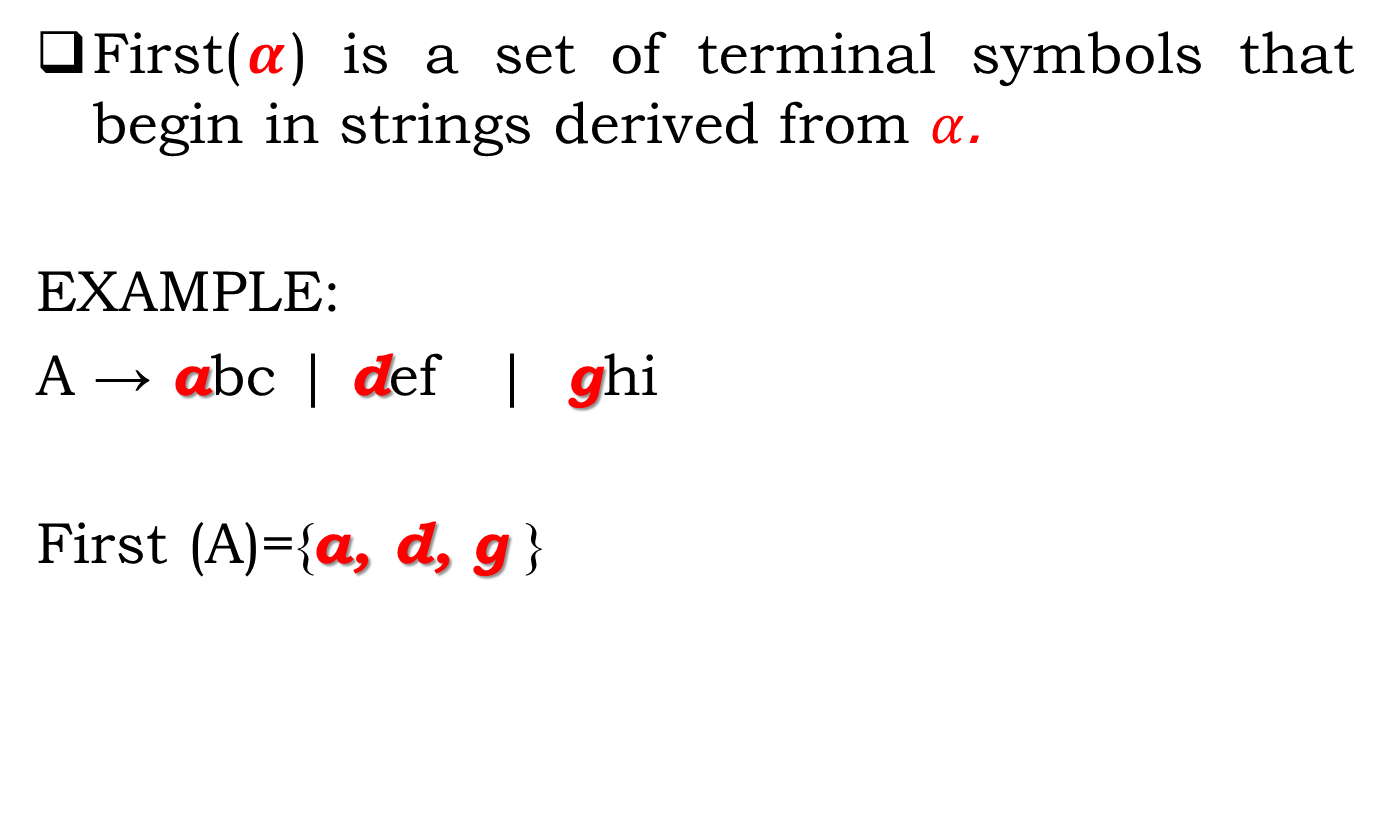 ❑First(α) is a set of terminal symbols that
begin in strings derived from α.
EXAMPLE:
A → abc | def | ghi
First (A)={a, d, g }